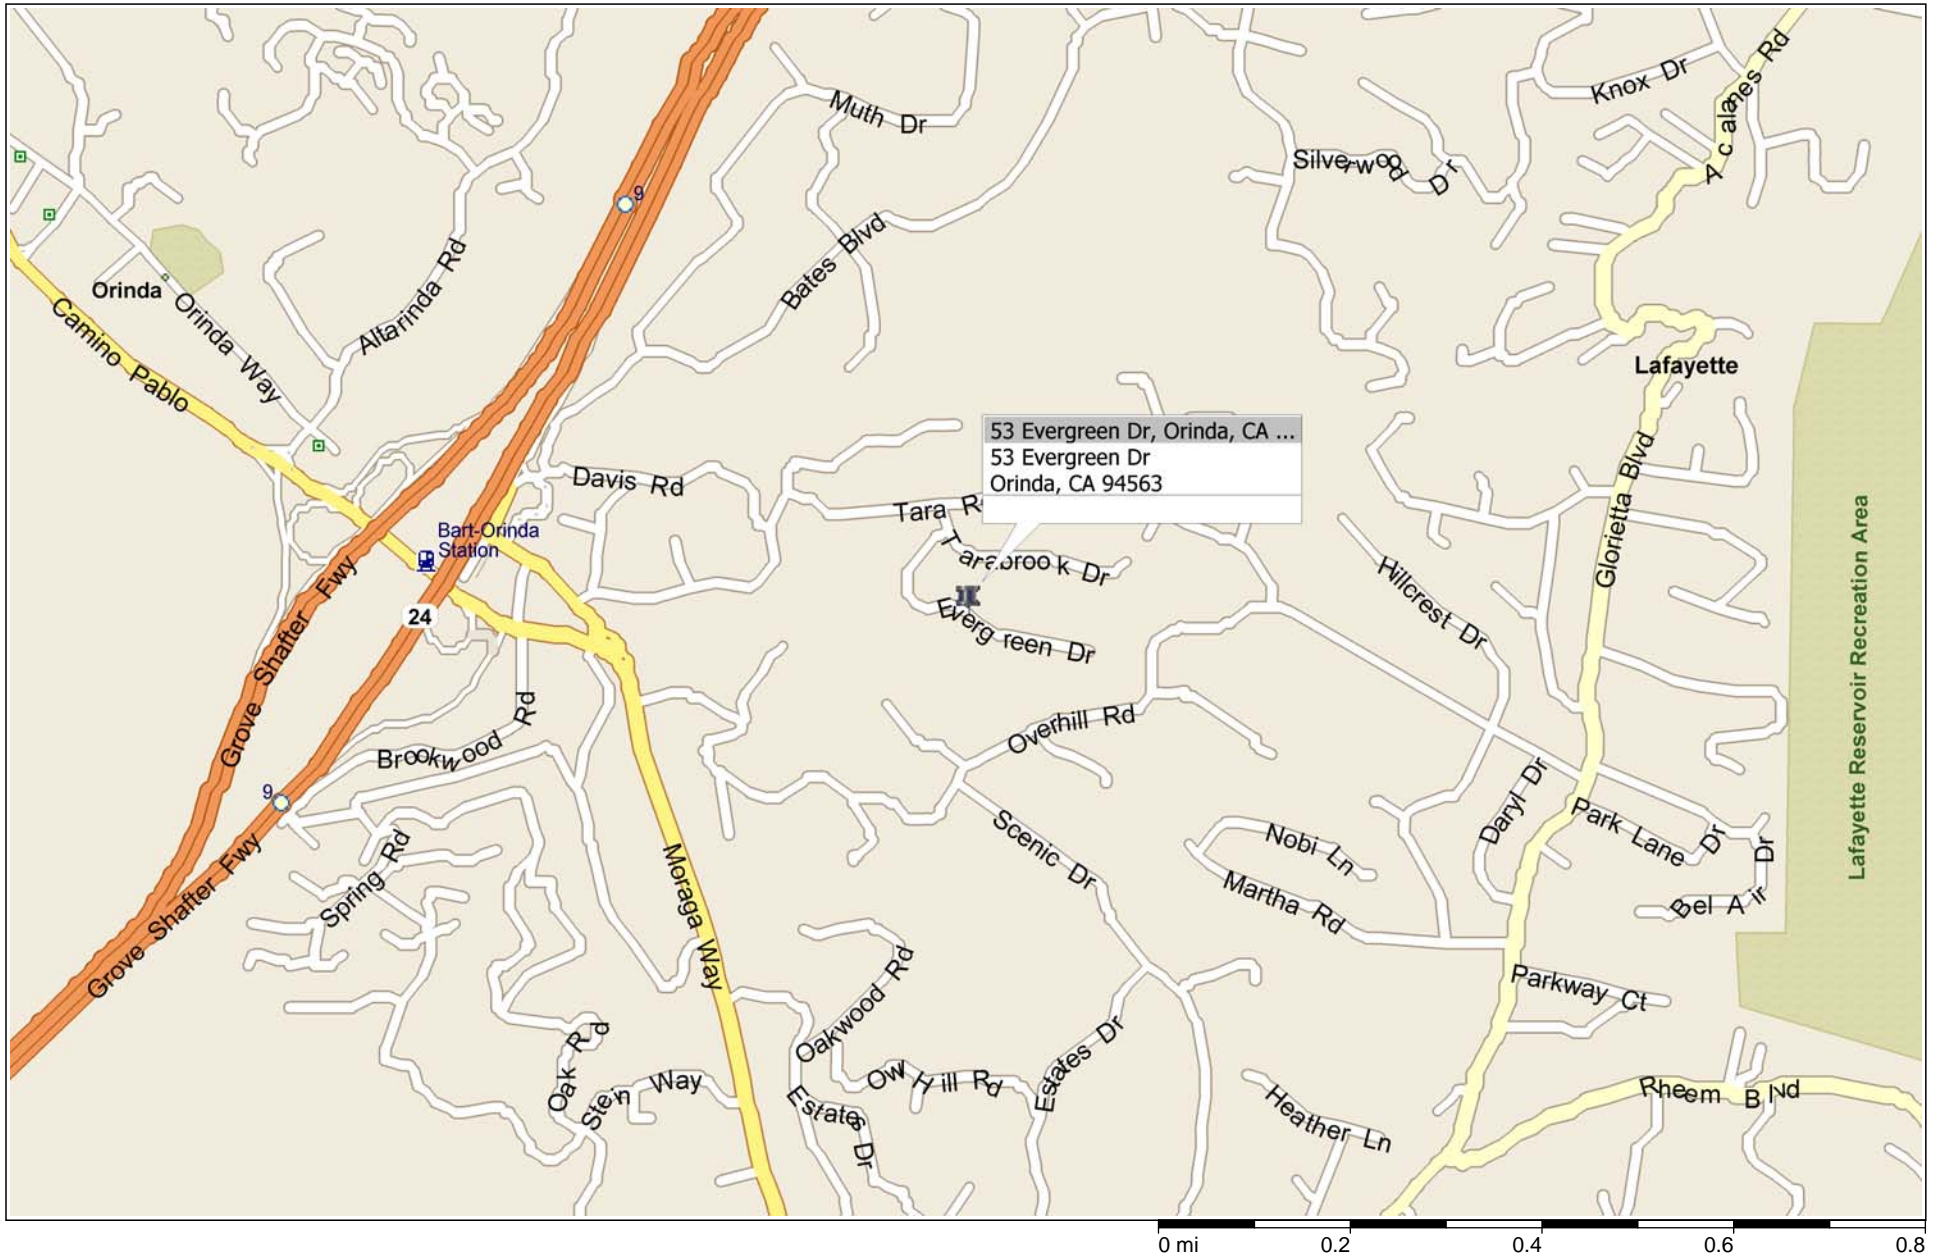 Muth Dr
Knox Dr
Acalanes Rd
Silverwood Dr
9
Bates Blvd
Altarinda Rd
Orinda
Orinda Way
Camino Pablo
Lafayette
53 Evergreen Dr, Orinda, CA ...
53 Evergreen Dr
Orinda, CA 94563
Davis Rd
Tara R
Tarabrook Dr
Bart-Orinda
Station
24
Evergreen Dr
Hillcrest Dr
Glorietta Blvd
Lafayette Reservoir Recreation Area
Grove Shafter Fwy
Overhill Rd
Brookwood Rd
9
Daryl Dr
Park Lane Dr
Nobi Ln
Scenic Dr
Spring Rd
Martha Rd
Bel Air Dr
Grove Shafter Fwy
Moraga Way
Oakwood Rd
Parkway Ct
Oak Rd
Stein Way
Owl Hill Rd
Estates Dr
Estates Dr
Heather Ln
Rheem Blvd
0 mi 0.2 0.4 0.6 0.8